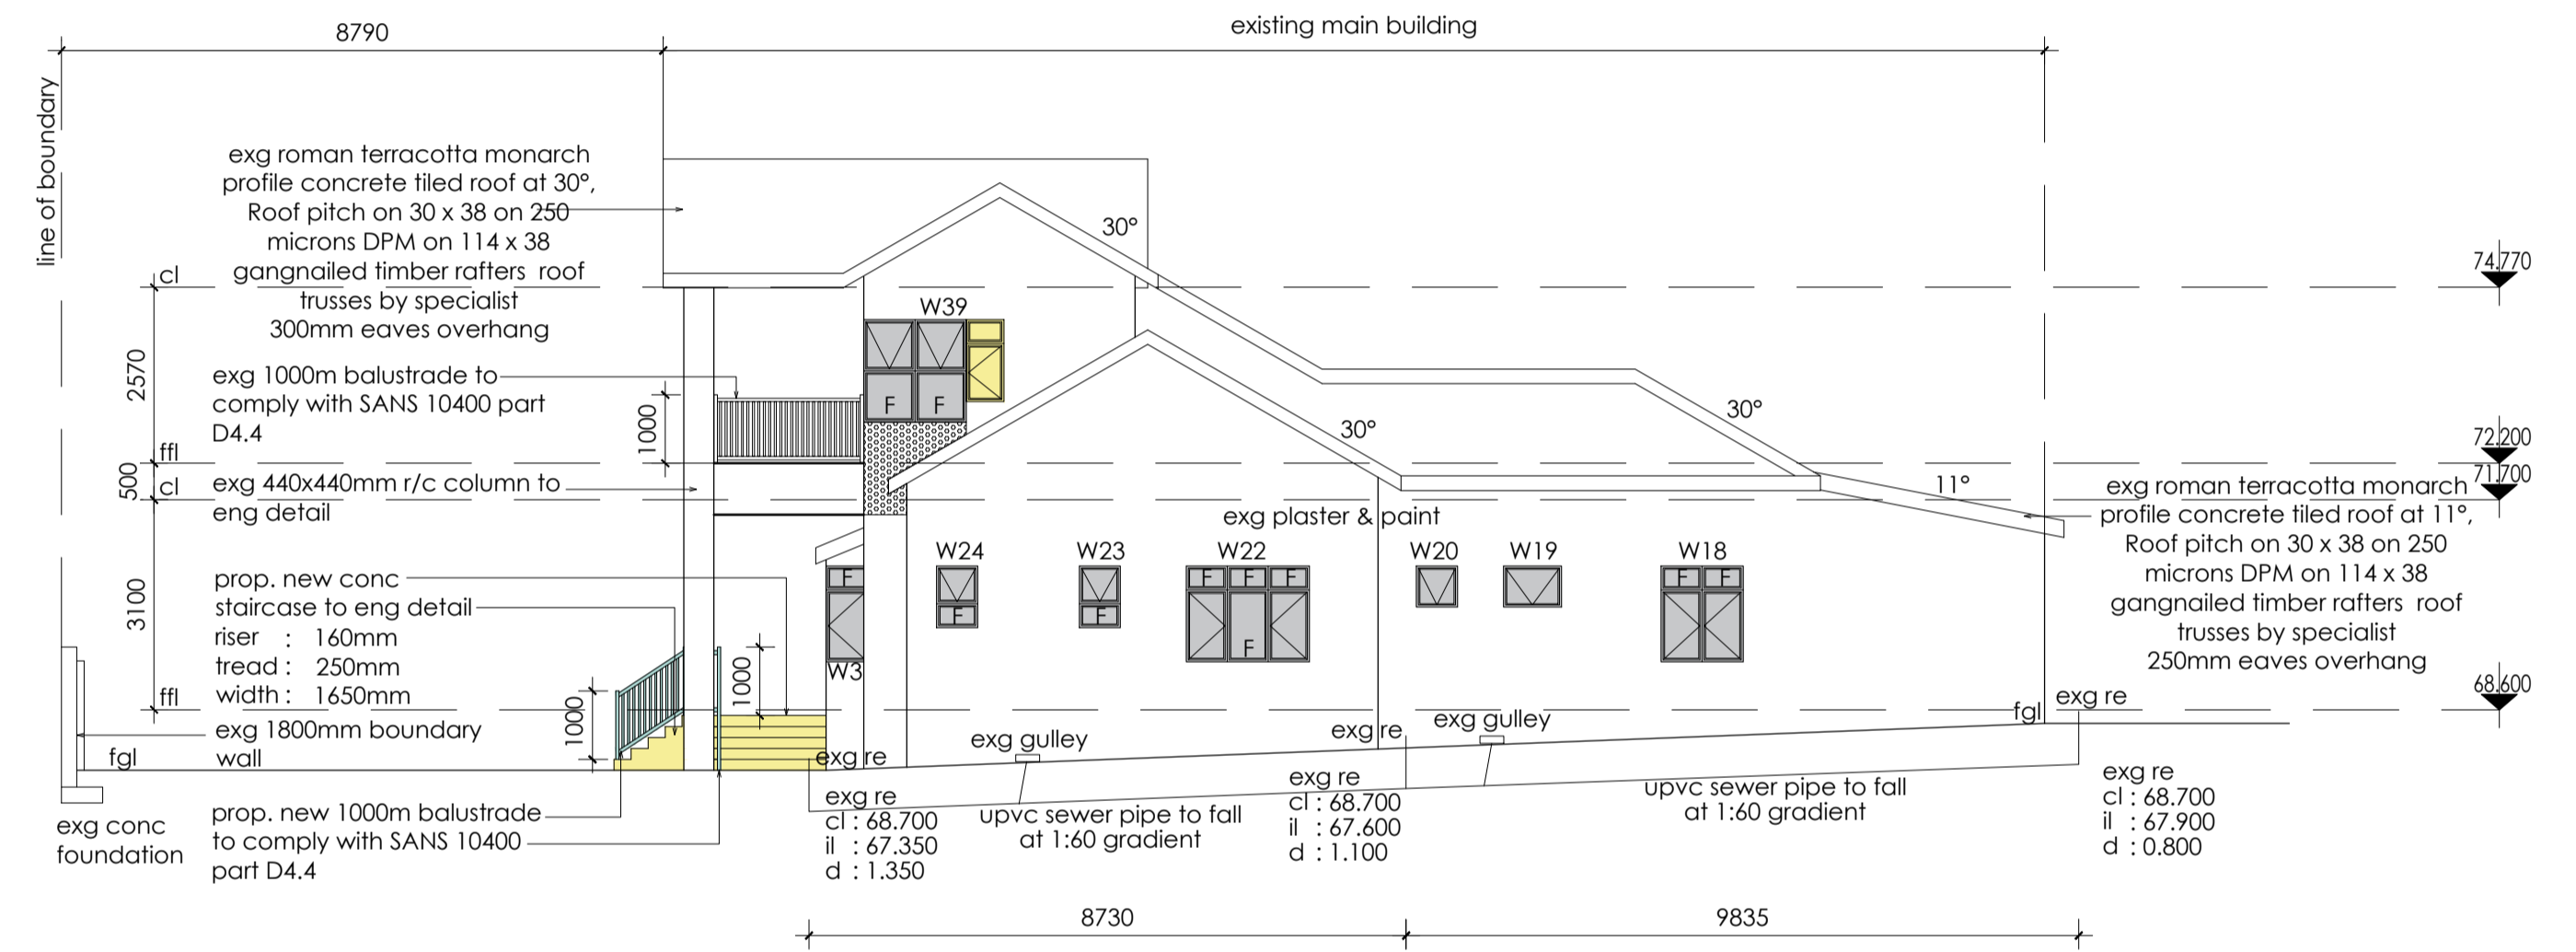 8790
existing main building
line of boundary
exg roman terracotta monarch
profile concrete tiled roof at 30°,
Roof pitch on 30 x 38 on 250
microns DPM on 114 x 38
gangnailed timber rafters roof
trusses by specialist
300mm eaves overhang
30°
cl
74.770
W39
2570
exg 1000m balustrade to
comply with SANS 10400 part
D4.4
1000
F F
30°
30°
ffl
72.200
500
cl
exg 440x440mm r/c column to
eng detail
71.700
11°
exg roman terracotta monarch
profile concrete tiled roof at 11°,
Roof pitch on 30 x 38 on 250
microns DPM on 114 x 38
gangnailed timber rafters roof
trusses by specialist
250mm eaves overhang
exg plaster & paint
W24
W23
W22
W20
W19
W18
F
F F F
F F
F
F
F
W3
3100
prop. new conc
staircase to eng detail
riser : 160mm
tread : 250mm
width : 1650mm
1000
1000
ffl
68.600
exg 1800mm boundary
wall
fgl
exg re
exg gulley
exg re
exg gulley
fgl
exg re
exg conc
foundation
prop. new 1000m balustrade
to comply with SANS 10400
part D4.4
exg re
cl : 68.700
il : 67.350
d : 1.350
upvc sewer pipe to fall
at 1:60 gradient
exg re
cl : 68.700
il : 67.600
d : 1.100
upvc sewer pipe to fall
at 1:60 gradient
exg re
cl : 68.700
il : 67.900
d : 0.800
8730
9835